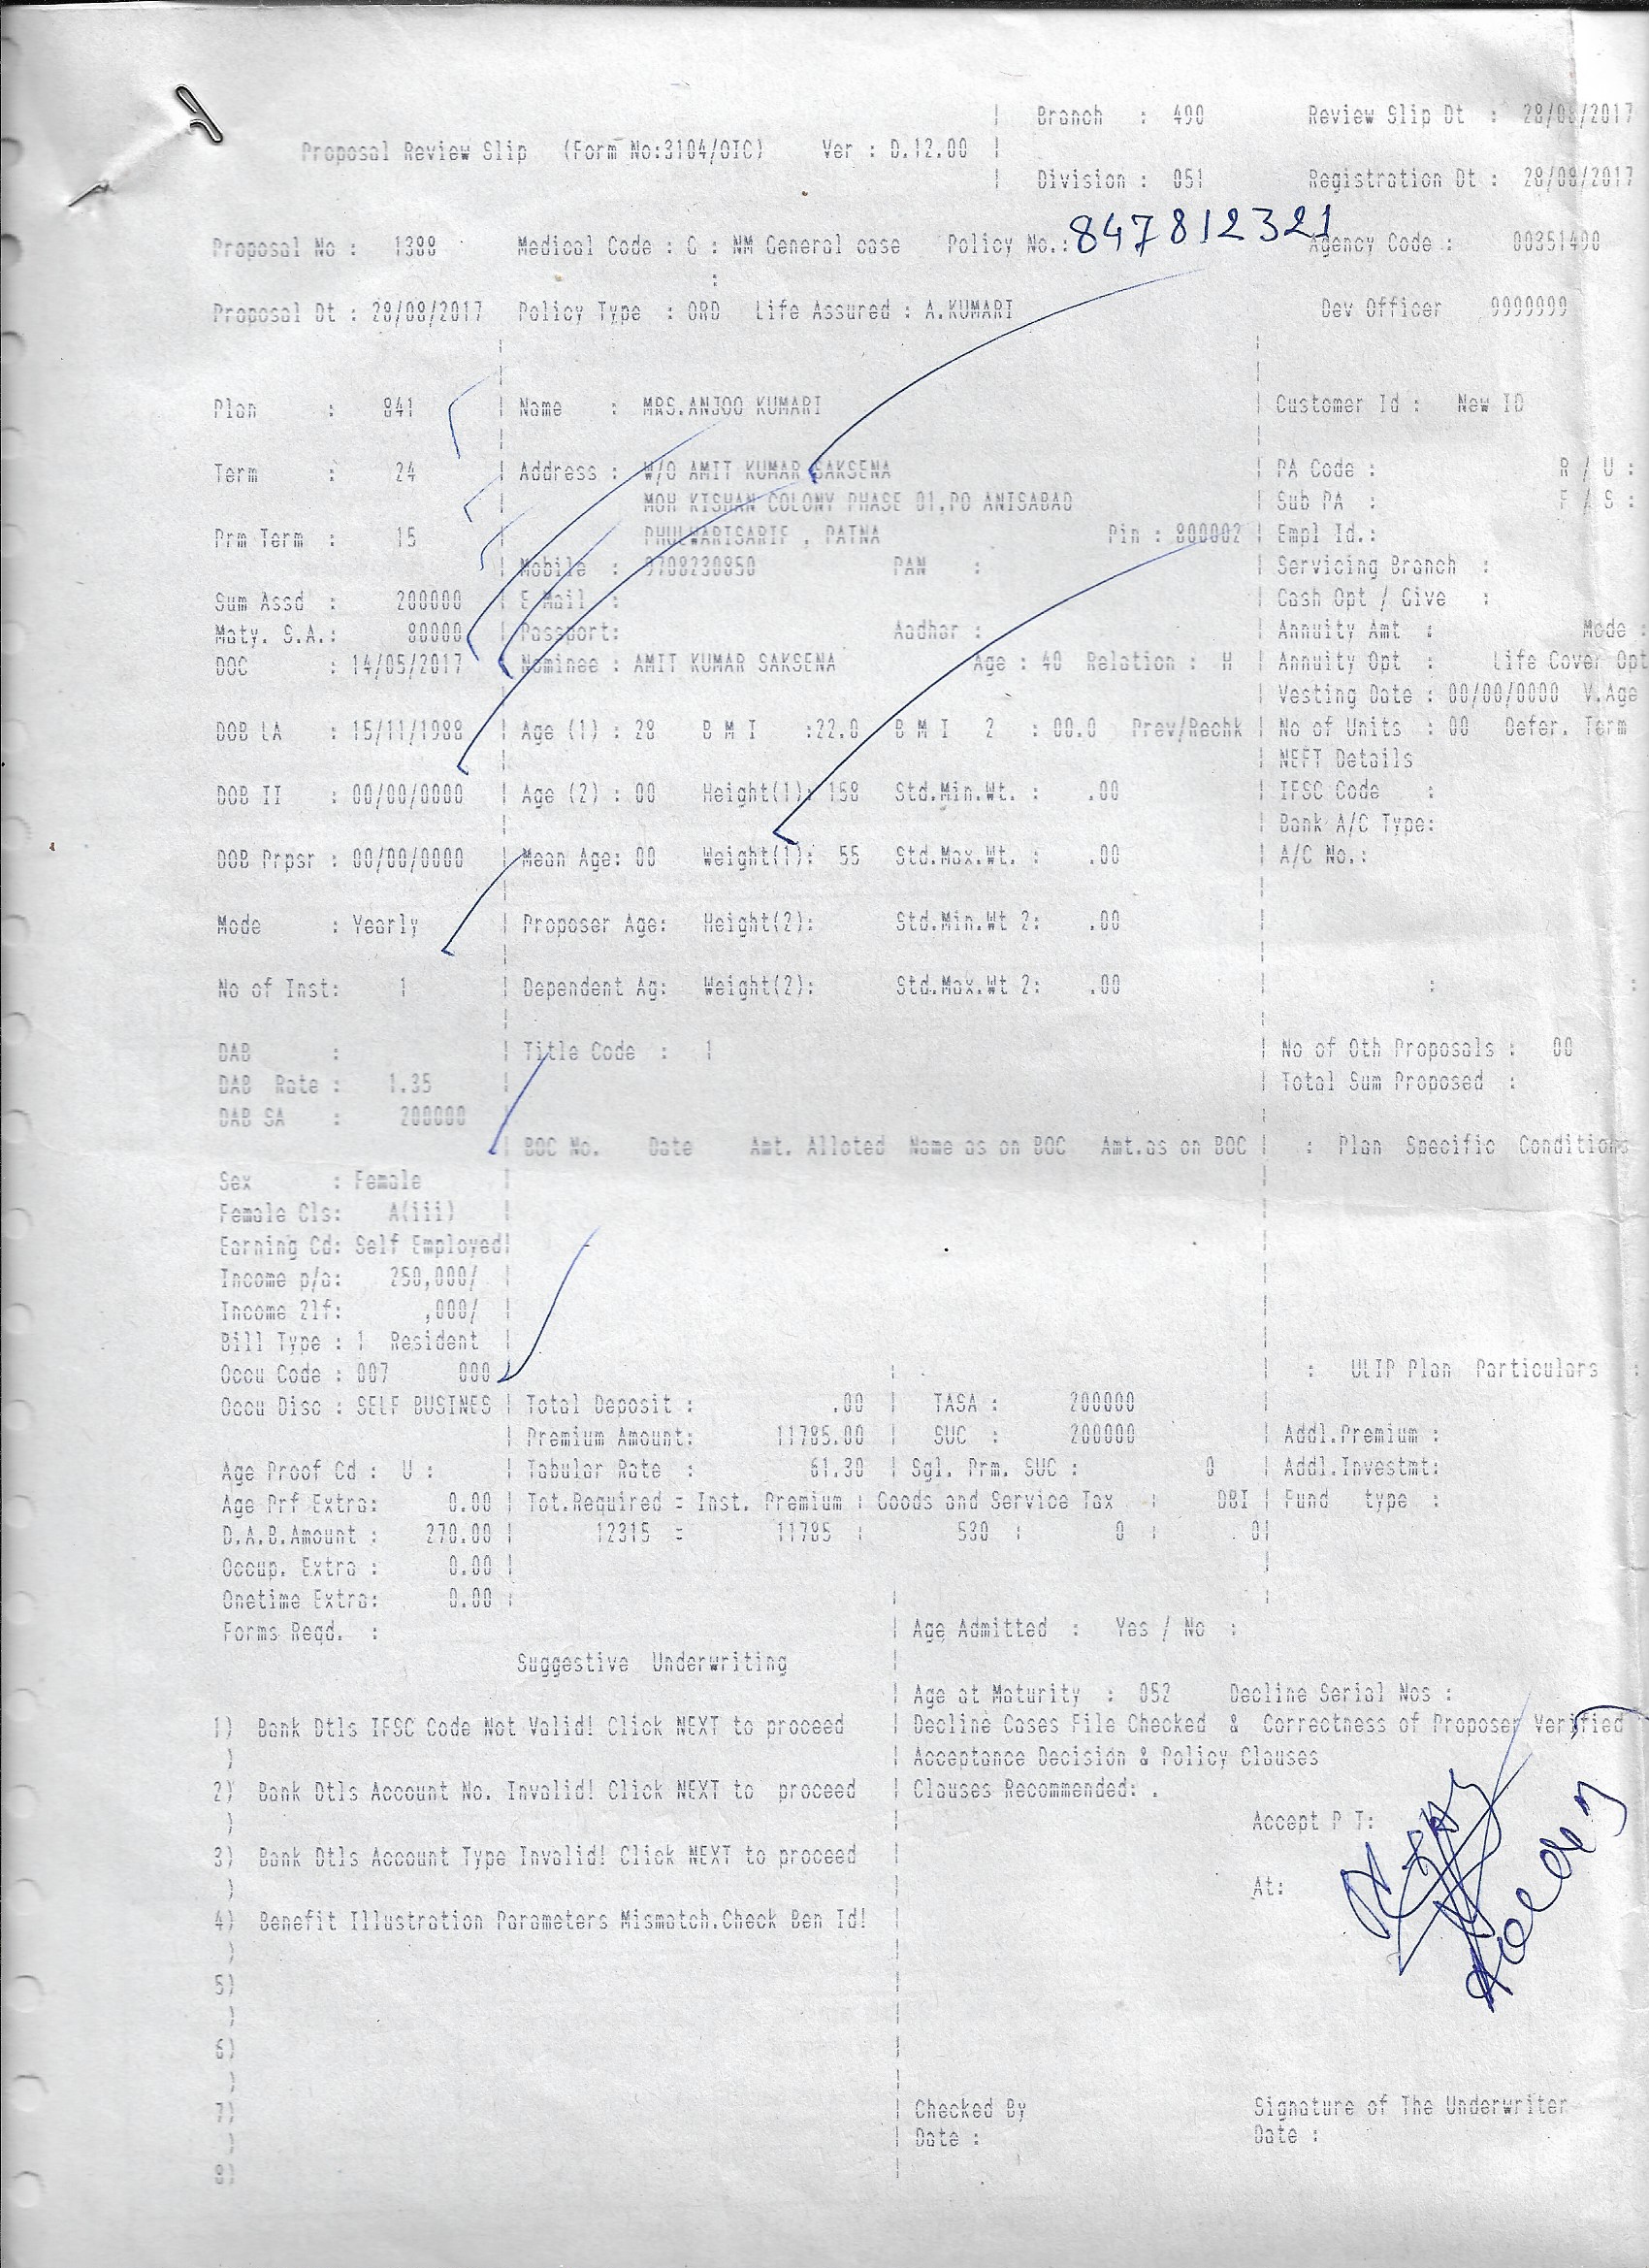 Branch : 490 Review Slip Dt : 28/08/2017
Proposal Review Slip (Form No:3104/OIC) Ver : D.12.00
Division : 051 Registration Dt : 28/08/2017
Proposal No : 1388 Medical Code : G : NM General case Policy No.: 847812321 Agency Code : 00351490
:
Proposal Dt : 28/08/2017 Policy Type : ORD Life Assured : A.KUMARI Dev Officer 9999999
Plan : 841 Name : MRS.ANJOO KUMARI Customer Id : New ID
Term : 24 Address : W/O AMIT KUMAR SAKSENA PA Code : R / U :
MOH KISHAN COLONY PHASE 01,PO ANISABAD Sub PA : F / S :
Prm Term : 15 PHULWARISARIF , PATNA Pin : 800002 Empl Id.:
Mobile : 9708230850 PAN : Servicing Branch :
Sum Assd : 200000 E Mail : Cash Opt / Give :
Maty. S.A.: 80000 Passport: Aadhar : Annuity Amt : Mode :
DOC : 14/05/2017 Nominee : AMIT KUMAR SAKSENA Age : 40 Relation : H Annuity Opt : Life Cover Opt
Vesting Date : 00/00/0000 V.Age
DOB LA : 15/11/1988 Age (1) : 28 B M I :22.0 B M I 2 : 00.0 Prev/Rechk No of Units : 00 Defer. Term
NEFT Details
DOB II : 00/00/0000 Age (2) : 00 Height(1): 158 Std.Min.Wt. : .00 IFSC Code :
Bank A/C Type:
DOB Prpsr : 00/00/0000 Mean Age: 00 Weight(1): 55 Std.Max.Wt. : .00 A/C No.:
Mode : Yearly Proposer Age: Height(2): Std.Min.Wt 2: .00
No of Inst: 1 Dependent Ag: Weight(2): Std.Max.Wt 2: .00 : :
DAB : Title Code : 1 No of Oth Proposals : 00
DAB Rate : 1.35 Total Sum Proposed :
DAB SA : 200000
BOC No. Date Amt. Alloted Name as on BOC Amt.as on BOC : Plan Specific Conditions
Sex : Female
Female Cls: A(iii)
Earning Cd: Self Employed
Income p/a: 250,000/
Income 2lf: ,000/
Bill Type : 1 Resident
Occu Code : 007 000 : ULIP Plan Particulars :
Occu Disc : SELF BUSINES Total Deposit : .00 TASA : 200000
Premium Amount: 11785.00 SUC : 200000 Addl.Premium :
Age Proof Cd : U : Tabular Rate : 61.30 Sgl. Prm. SUC : 0 Addl.Investmt:
Age Prf Extra: 0.00 Tot.Required = Inst. Premium : Goods and Service Tax : DBI Fund type :
D.A.B.Amount : 270.00 12315 = 11785 : 530 : 0 : 0
Occup. Extra : 0.00
Onetime Extra: 0.00
Forms Reqd. : Age Admitted : Yes / No :
Suggestive Underwriting
Age at Maturity : 052 Decline Serial Nos :
1) Bank Dtls IFSC Code Not Valid! Click NEXT to proceed Decline Cases File Checked & Correctness of Proposer Verified
) Acceptance Decision & Policy Clauses
2) Bank Dtls Account No. Invalid! Click NEXT to proceed Clauses Recommended: .
) Accept P T:
3) Bank Dtls Account Type Invalid! Click NEXT to proceed
) At:
4) Benefit Illustration Parameters Mismatch.Check Ben Id!
)
5)
)
6)
)
7) Checked By Signature of The Underwriter
) Date : Date :
8)